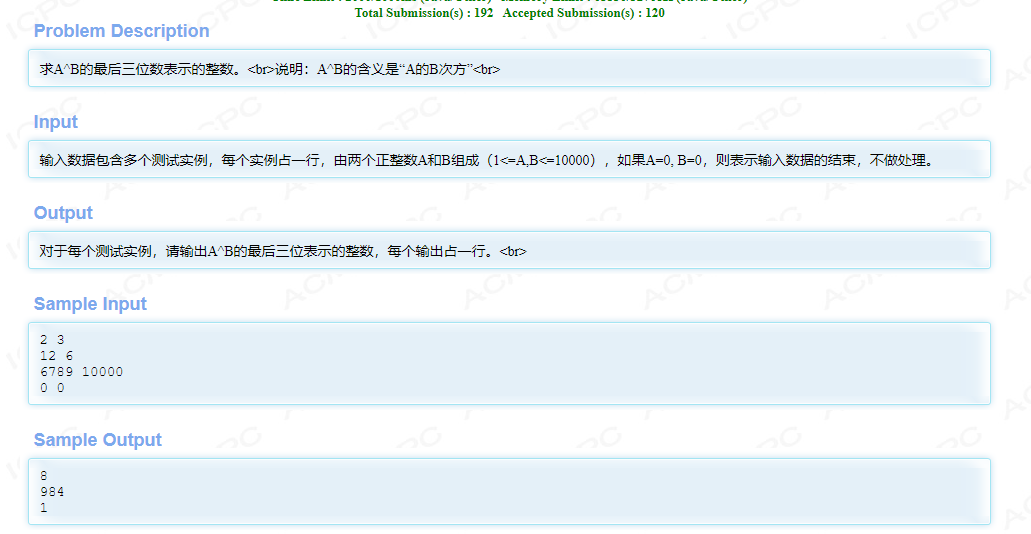 Total Submission(s) : 192 Accepted Submission(s) : 120
Problem Description
求A^B的最后三位数表示的整数。<br>说明：A^B的含义是“A的B次方”<br>
Input
输入数据包含多个测试实例，每个实例占一行，由两个正整数A和B组成（1<=A,B<=10000），如果A=0, B=0，则表示输入数据的结束，不做处理。
Output
对于每个测试实例，请输出A^B的最后三位表示的整数，每个输出占一行。<br>
Sample Input
2 3
12 6
6789 10000
0 0
Sample Output
8
984
1